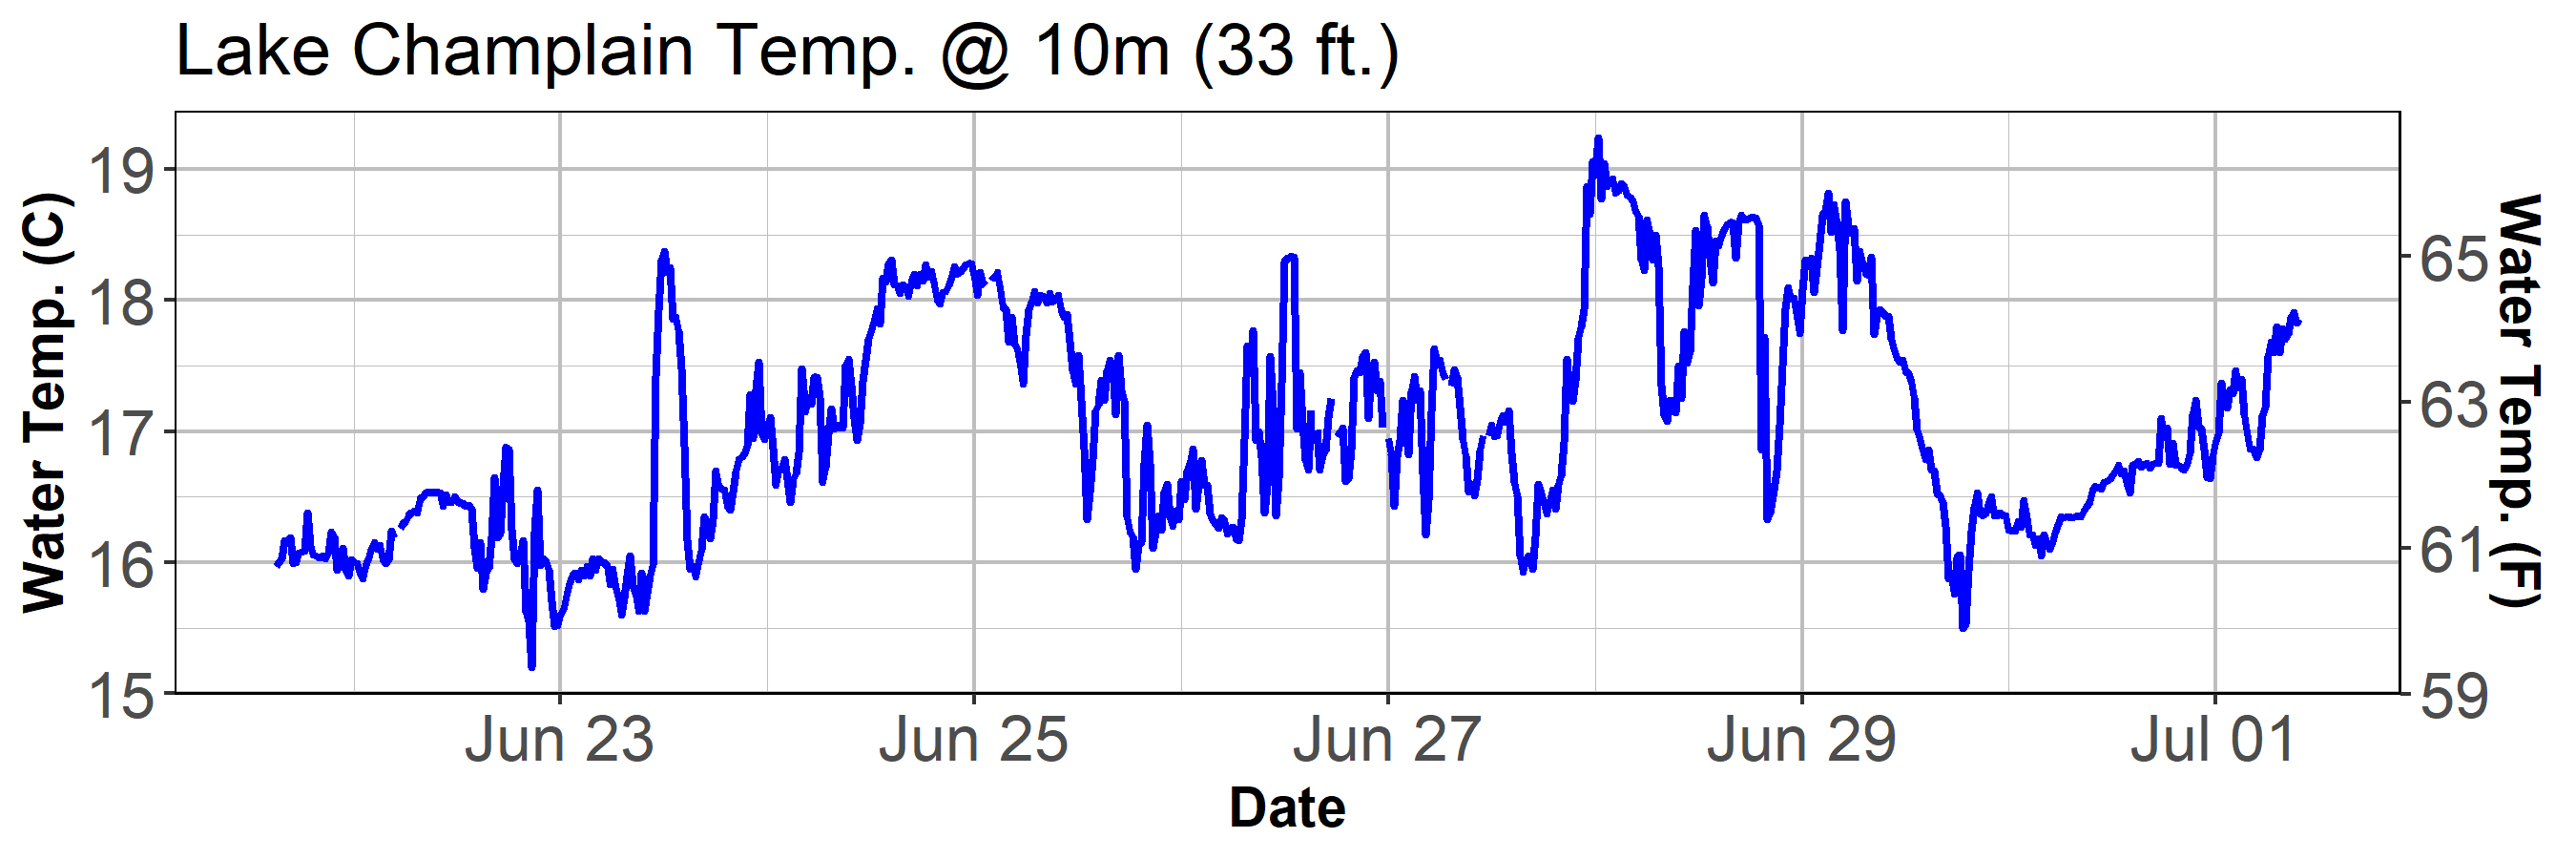 Lake Champlain Temp. @ 10m (33 ft.)
Water Temp. (C)
19
18
17
16
15
65
63
61
59
Water Temp. (F)
Jun 23 Jun 25 Jun 27 Jun 29 Jul 01
Date